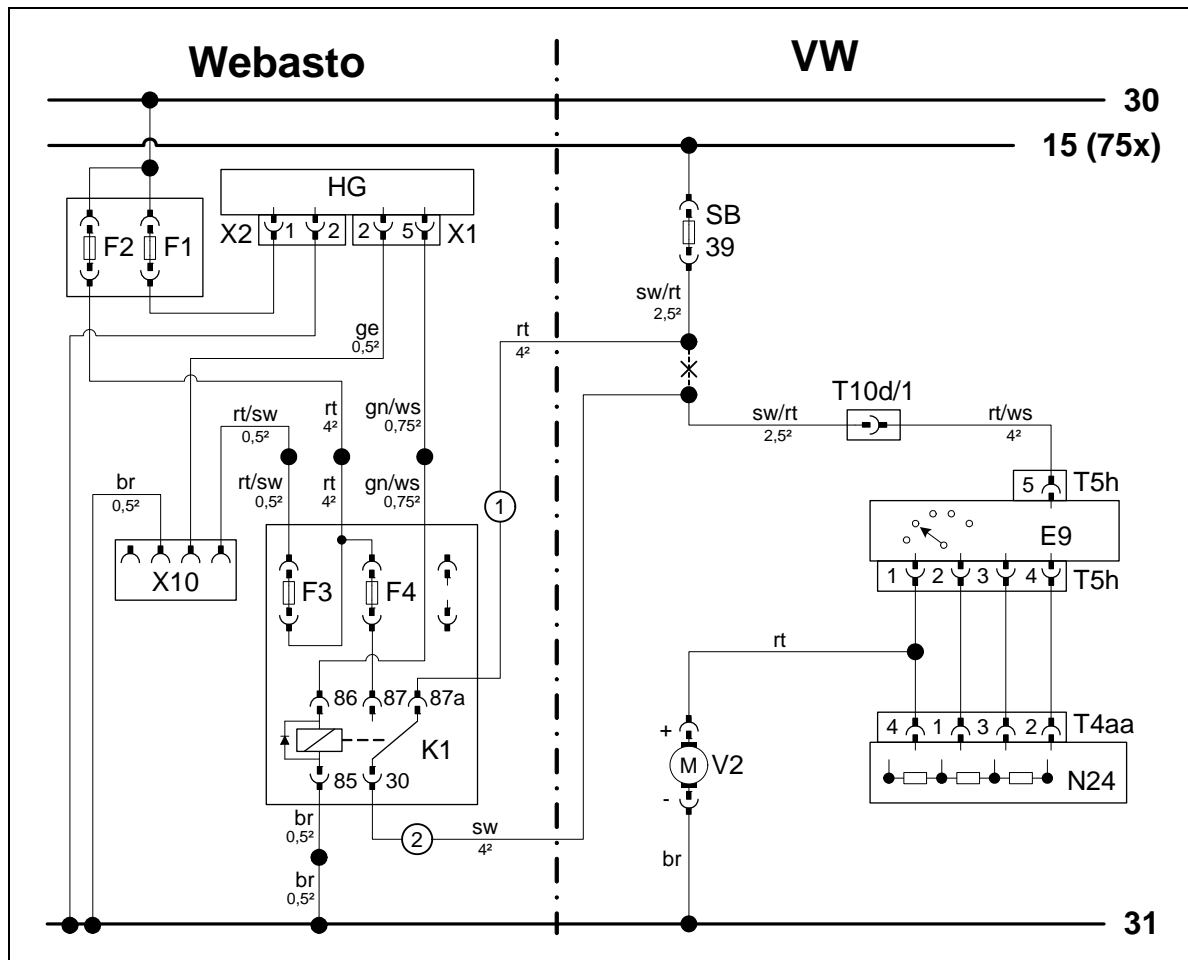 Webasto
VW
30
15 (75x)
HG
SB
39
F2
F1
X2
1
2
2
5
X1
sw/rt
2,5²
ge
0,5²
rt
4²
T10d/1
rt/sw
0,5²
rt
4²
gn/ws
0,75²
sw/rt
2,5²
rt/ws
4²
br
0,5²
rt/sw
0,5²
rt
4²
gn/ws
0,75²
1
5
T5h
E9
X10
F3
F4
1
2
3
4
T5h
rt
86
87
87a
K1
85
30
+
M
V2
-
4
1
3
2
T4aa
N24
br
0,5²
2
sw
4²
br
br
0,5²
31